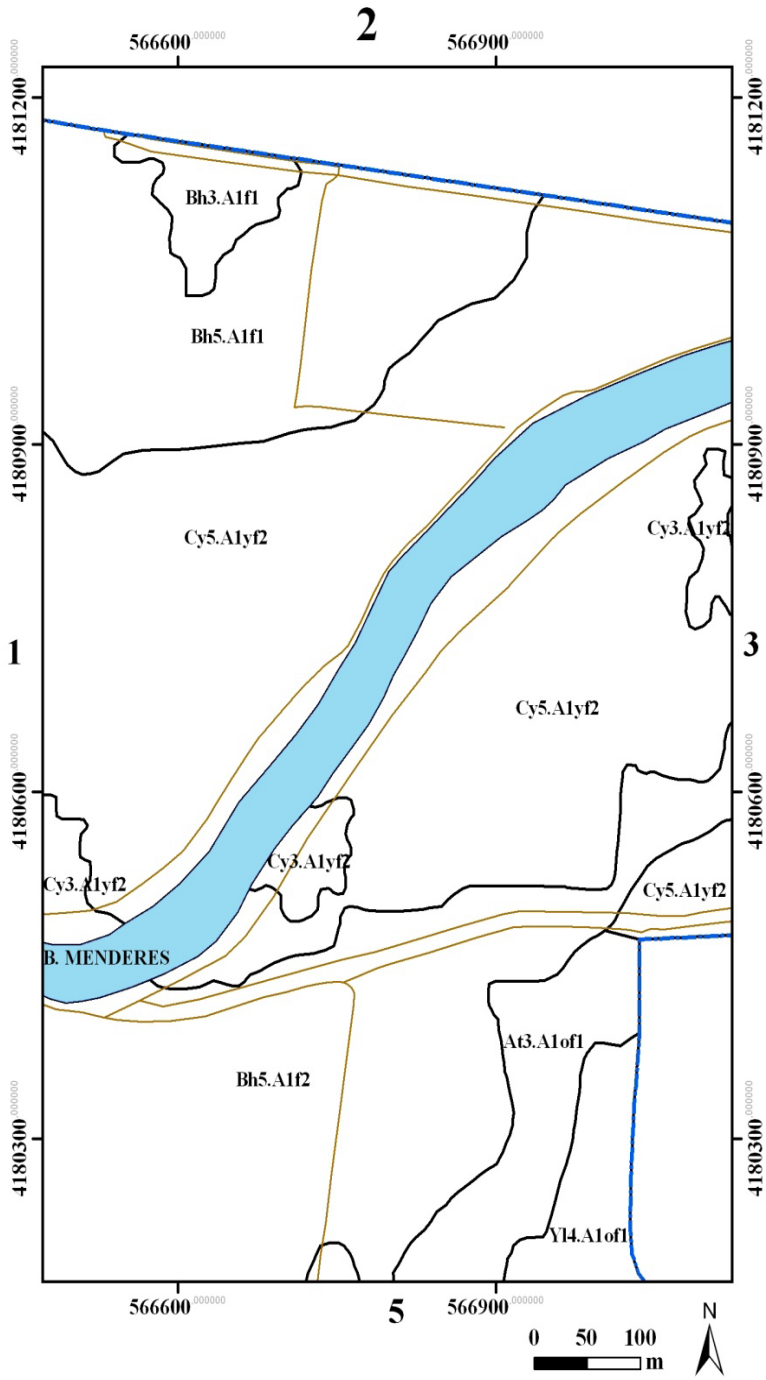 2
566600.000000 566900.000000
4181200.000000 4181200.000000
Bh3.A1f1
Bh5.A1f1
4180900.000000 4180900.000000
Cy5.A1yf2 Cy3.A1yf2
1 3
Cy5.A1yf2
4180600.000000 4180600.000000
Cy3.A1yf2 Cy3.A1yf2 Cy5.A1yf2
B. MENDERES
At3.A1of1
Bh5.A1f2
4180300.000000 4180300.000000
Yl4.A1of1
566600.000000 5 566900.000000
N
0 50 100
m